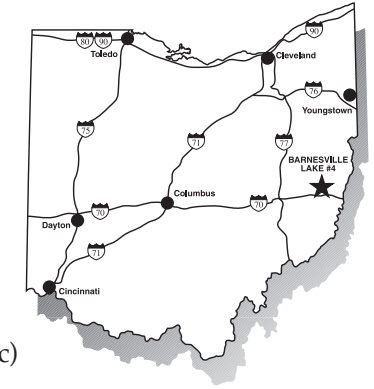 90
80 90
Toledo
Cleveland
76
Youngstown
75
71
77
BARNESVILLE
LAKE #4
Columbus
70
70
Dayton
71
Cincinnati
c)